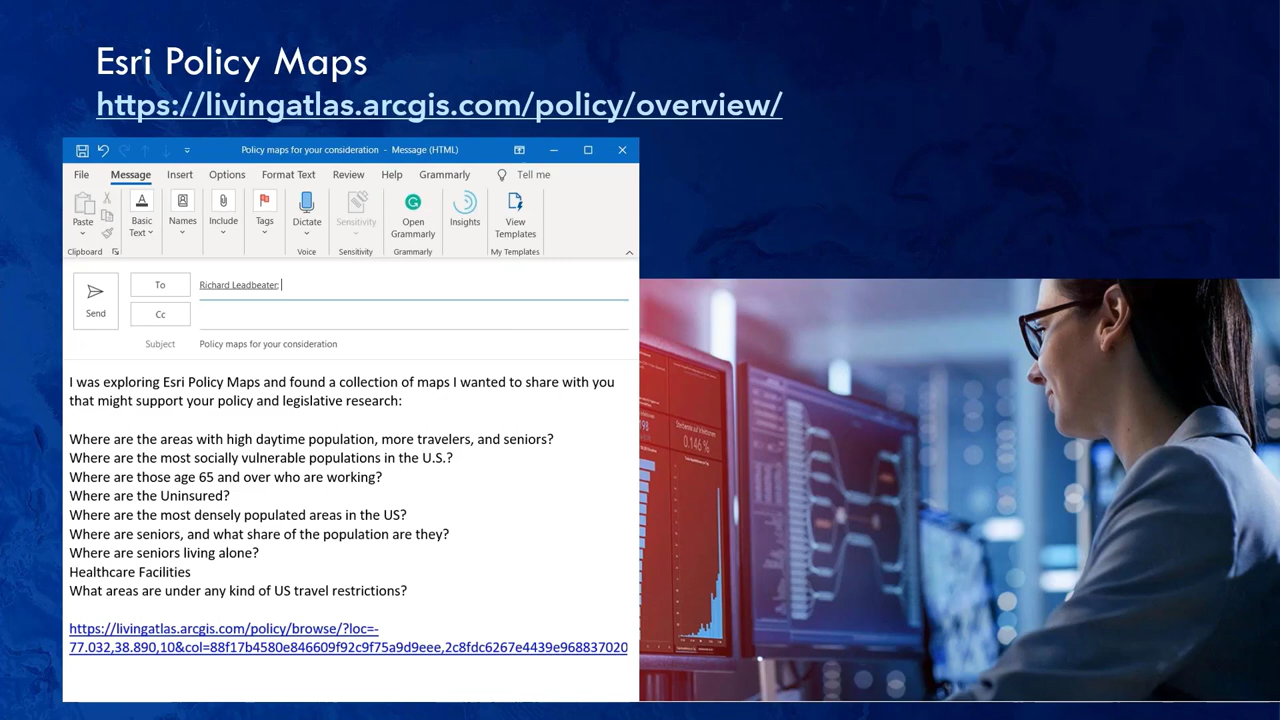 Esri Policy Maps
https://livingatlas.arcgis.com/policy/overview/
Policy maps for your consideration - Message (HTML)
File Message Insert Options Format Text Review Help Grammarly Tell me
Paste Basic Text Names Include Tags Dictate Sensitivity Open Grammarly Insights View Templates
Clipboard Voice Sensitivity Grammarly My Templates
Send
To Richard Leadbeater;
Cc
Subject Policy maps for your consideration
I was exploring Esri Policy Maps and found a collection of maps I wanted to share with you
that might support your policy and legislative research:
Where are the areas with high daytime population, more travelers, and seniors?
Where are the most socially vulnerable populations in the U.S.?
Where are those age 65 and over who are working?
Where are the Uninsured?
Where are the most densely populated areas in the US?
Where are seniors, and what share of the population are they?
Where are seniors living alone?
Healthcare Facilities
What areas are under any kind of US travel restrictions?
https://livingatlas.arcgis.com/policy/browse/?loc=-
77.032,38.890,10&col=88f17b4580e846609f92c9f75a9d9eee,2c8fdc6267e4439e968837020
0.146 %